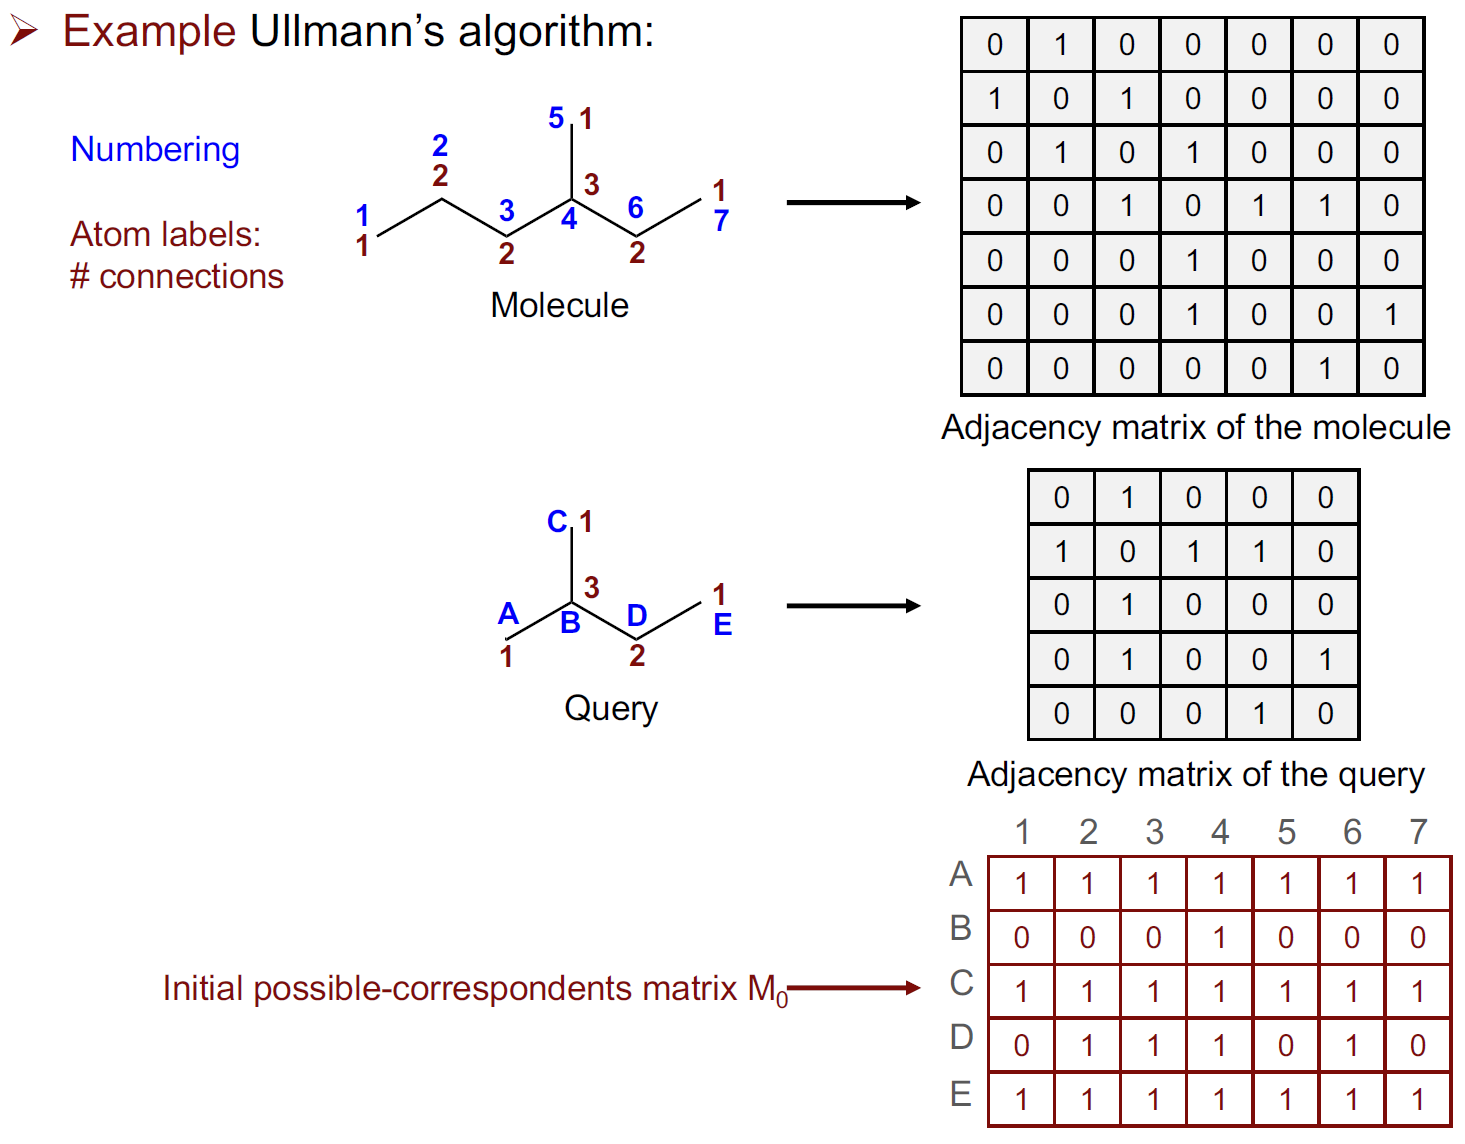 ➢ Example Ullmann's algorithm:
Numbering
Atom labels:
# connections
5 1
2
2
3
1
1
3
2
4
6
2
1
7
Molecule
0 1 0 0 0 0 0
1 0 1 0 0 0 0
0 1 0 1 0 0 0
0 0 1 0 1 1 0
0 0 0 1 0 0 0
0 0 0 1 0 0 1
0 0 0 0 0 1 0
Adjacency matrix of the molecule
C 1
3
A
1
B
D
2
1
E
Query
0 1 0 0 0
1 0 1 1 0
0 1 0 0 0
0 1 0 0 1
0 0 0 1 0
Adjacency matrix of the query
Initial possible-correspondents matrix M₀
1 2 3 4 5 6 7
A 1 1 1 1 1 1 1
B 0 0 0 1 0 0 0
C 1 1 1 1 1 1 1
D 0 1 1 1 0 1 0
E 1 1 1 1 1 1 1